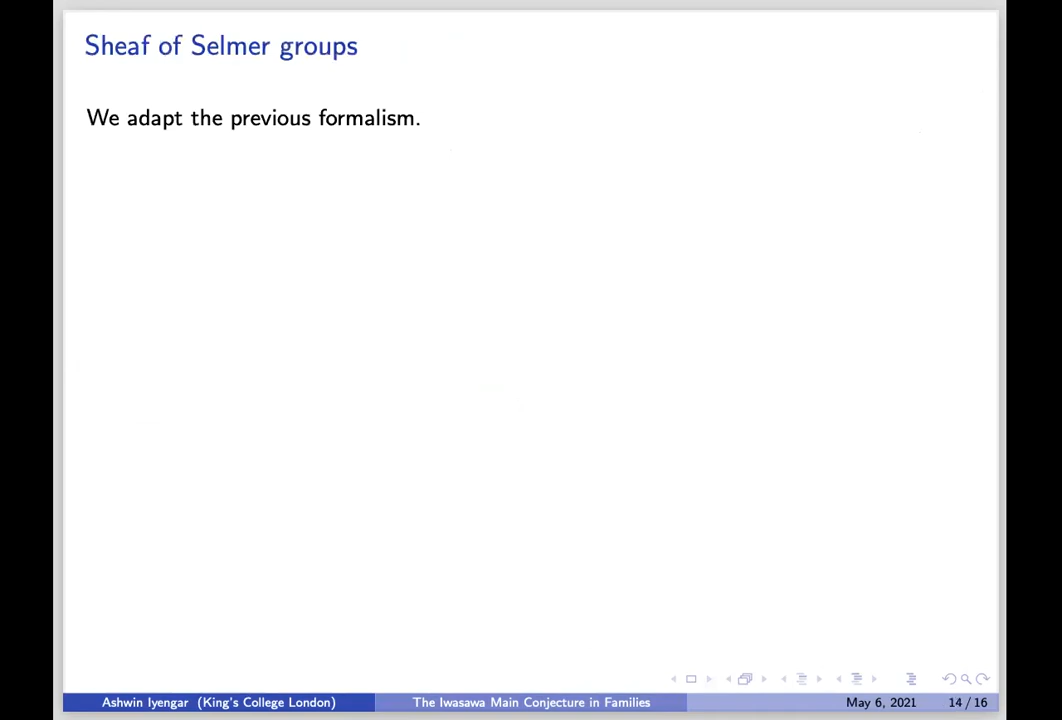 Sheaf of Selmer groups
We adapt the previous formalism.
Ashwin Iyengar (King's College London) The Iwasawa Main Conjecture in Families May 6, 2021 14 / 16